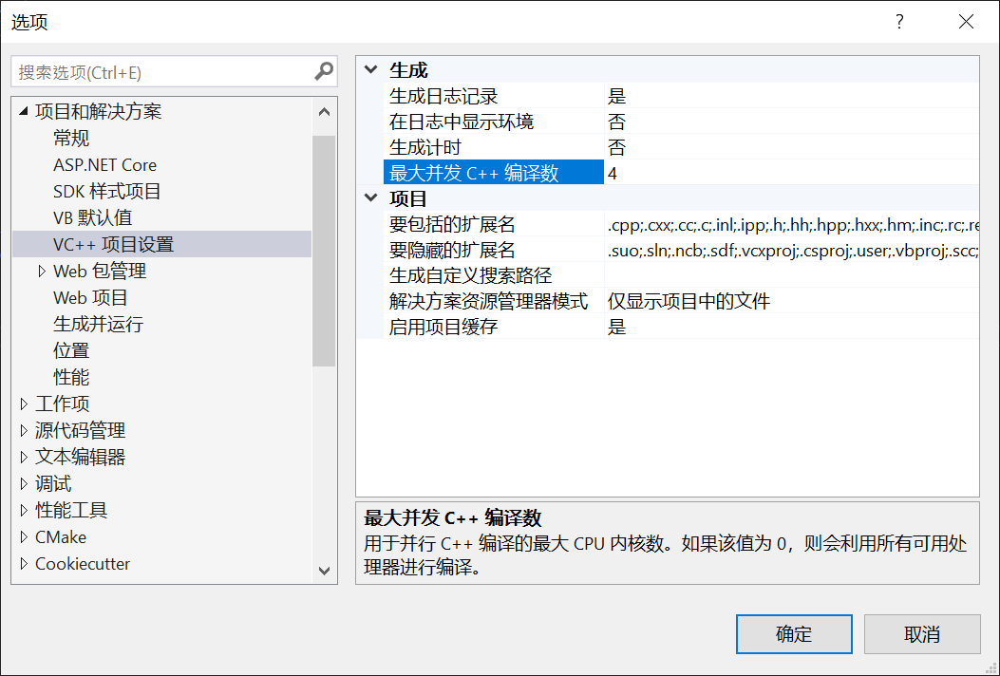 选项
搜索选项(Ctrl+E)
项目和解决方案
常规
ASP.NET Core
SDK 样式项目
VB 默认值
VC++ 项目设置
Web 包管理
Web 项目
生成并运行
位置
性能
工作项
源代码管理
文本编辑器
调试
性能工具
CMake
Cookiecutter
生成
生成日志记录 是
在日志中显示环境 否
生成计时 否
最大并发 C++ 编译数 4
项目
要包括的扩展名 .cpp;.cxx;.cc;.c;.inl;.ipp;.h;.hh;.hpp;.hxx;.hm;.inc;.rc;.re
要隐藏的扩展名 .suo;.sln;.ncb;.sdf;.vcxproj;.csproj;.user;.vbproj;.scc;
生成自定义搜索路径
解决方案资源管理器模式 仅显示项目中的文件
启用项目缓存 是
最大并发 C++ 编译数
用于并行 C++ 编译的最大 CPU 内核数。如果该值为 0，则会利用所有可用处
理器进行编译。
确定 取消